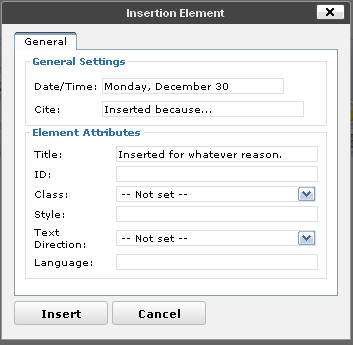 Insertion Element
General
General Settings
Date/Time: Monday, December 30
Cite: Inserted because...
Element Attributes
Title: Inserted for whatever reason.
ID:
Class: -- Not set --
Style:
Text
Direction: -- Not set --
Language:
Insert Cancel